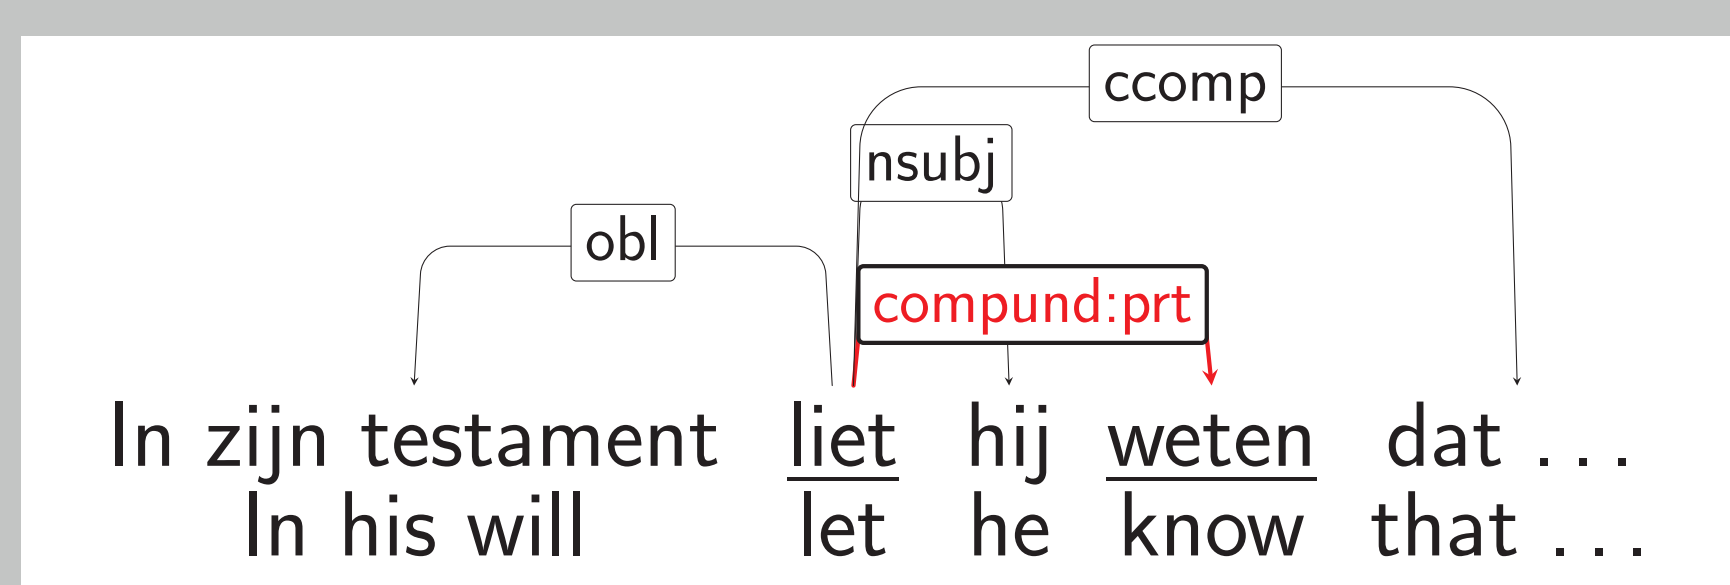 ccomp
nsubj
obl
compund:prt
In zijn testament liet hij weten dat . . .
In his will let he know that . . .